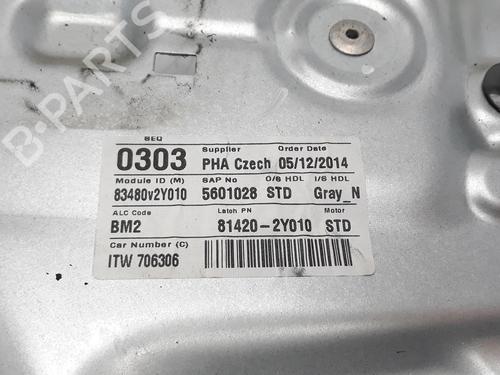 SEQ Supplier Order Date
0303 PHA Czech 05/12/2014
Module ID (M) SAP No O/S HDL I/S HDL
83480v2Y010 5601028 STD Gray_N
ALC Code Latch PN Motor
BM2 81420-2Y010 STD
Car Number (C)
ITW 706306
B-PARTS